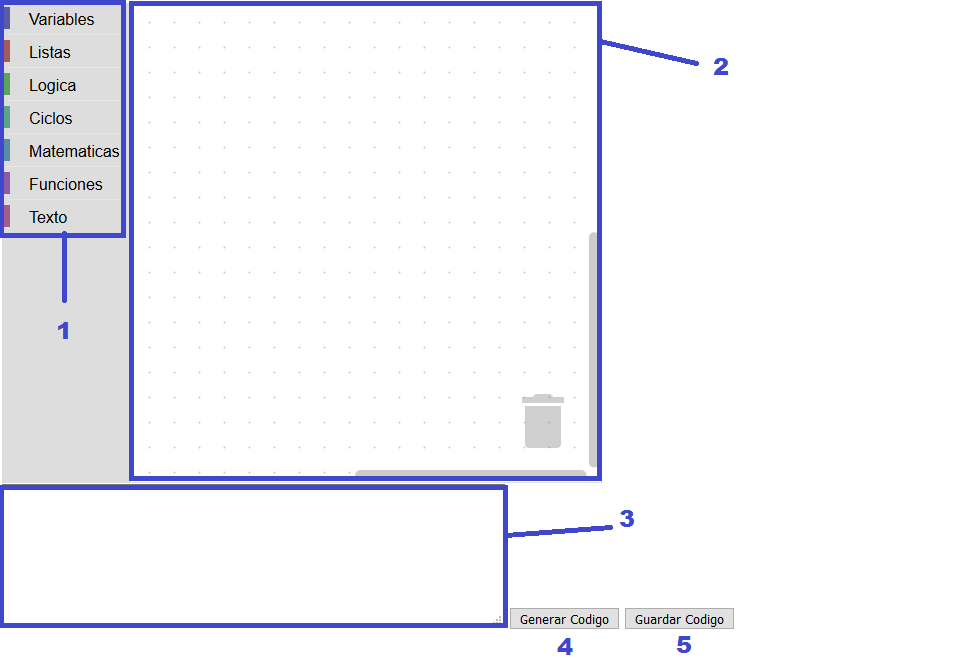 Variables
Listas
Logica
Ciclos
Matematicas
Funciones
Texto
1
2
3
Generar Codigo
Guardar Codigo
4
5